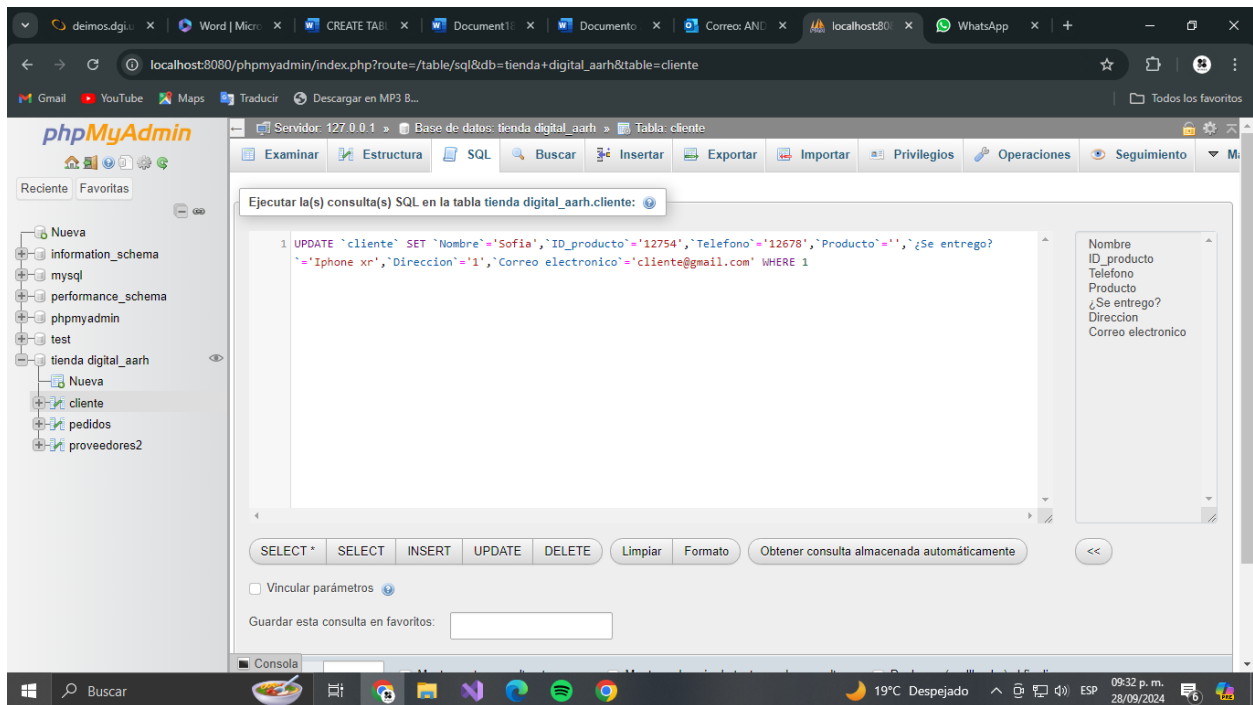 deimos.dgi.u
Word | Micro
CREATE TABL
Document18
Documento
Correo: AND
localhost:808
WhatsApp
localhost:8080/phpmyadmin/index.php?route=/table/sql&db=tienda+digital_aarh&table=cliente
Gmail YouTube Maps Traducir Descargar en MP3 B...
Todos los favoritos
phpMyAdmin
Reciente Favoritas
Nueva
information_schema
mysql
performance_schema
phpmyadmin
test
tienda digital_aarh
Nueva
cliente
pedidos
proveedores2
Servidor: 127.0.0.1 » Base de datos: tienda digital_aarh » Tabla: cliente
Examinar Estructura SQL Buscar Insertar Exportar Importar Privilegios Operaciones Seguimiento
Ejecutar la(s) consulta(s) SQL en la tabla tienda digital_aarh.cliente:
1 UPDATE `cliente` SET `Nombre`='Sofia',`ID_producto`='12754',`Telefono`='12678',`Producto`='',`¿Se entrego?
`='Iphone xr',`Direccion`='1',`Correo electronico`='cliente@gmail.com' WHERE 1
Nombre
ID_producto
Telefono
Producto
¿Se entrego?
Direccion
Correo electronico
SELECT * SELECT INSERT UPDATE DELETE Limpiar Formato Obtener consulta almacenada automáticamente <<
Vincular parámetros
Guardar esta consulta en favoritos:
Consola
Buscar
19°C Despejado
ESP
09:32 p. m.
28/09/2024
6
PRE